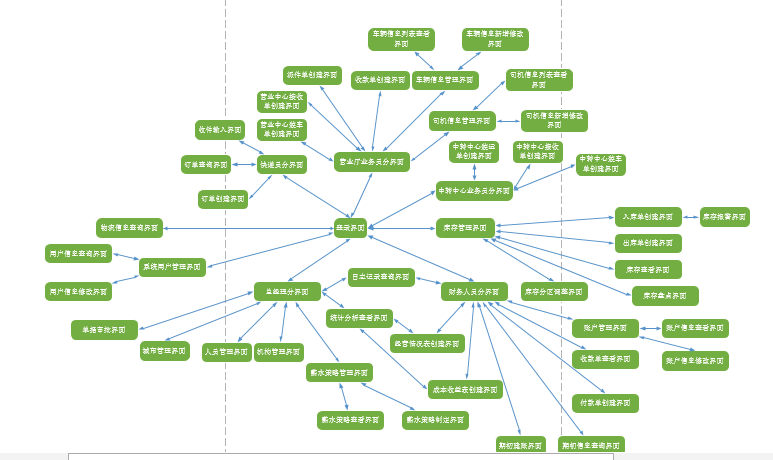 车辆信息列表查看
界面
车辆信息新增修改
界面
派件单创建界面
收款单创建界面
车辆信息管理界面
司机信息列表查看
界面
营业中心接收
单创建界面
司机信息管理界面
司机信息新增修改
界面
营业中心装车
单创建界面
收件输入界面
订单查询界面
快递员分界面
营业厅业务员分界面
中转中心装运
单创建界面
中转中心接收
单创建界面
中转中心装车
单创建界面
订单创建界面
中转中心业务员分界面
物流信息查询界面
登录界面
库存管理界面
入库单创建界面
库存报警界面
出库单创建界面
用户信息查询界面
系统用户管理界面
库存查看界面
用户信息修改界面
总经理分界面
日志记录查询界面
财务人员分界面
库存分区调整界面
库存盘点界面
单据审批界面
统计分析查看界面
账户管理界面
账户信息查看界面
城市管理界面
人员管理界面
机构管理界面
经营情况表创建界面
收款单查看界面
账户信息修改界面
薪水策略管理界面
成本收益表创建界面
付款单创建界面
薪水策略查看界面
薪水策略制定界面
期初建账界面
期初信息查询界面